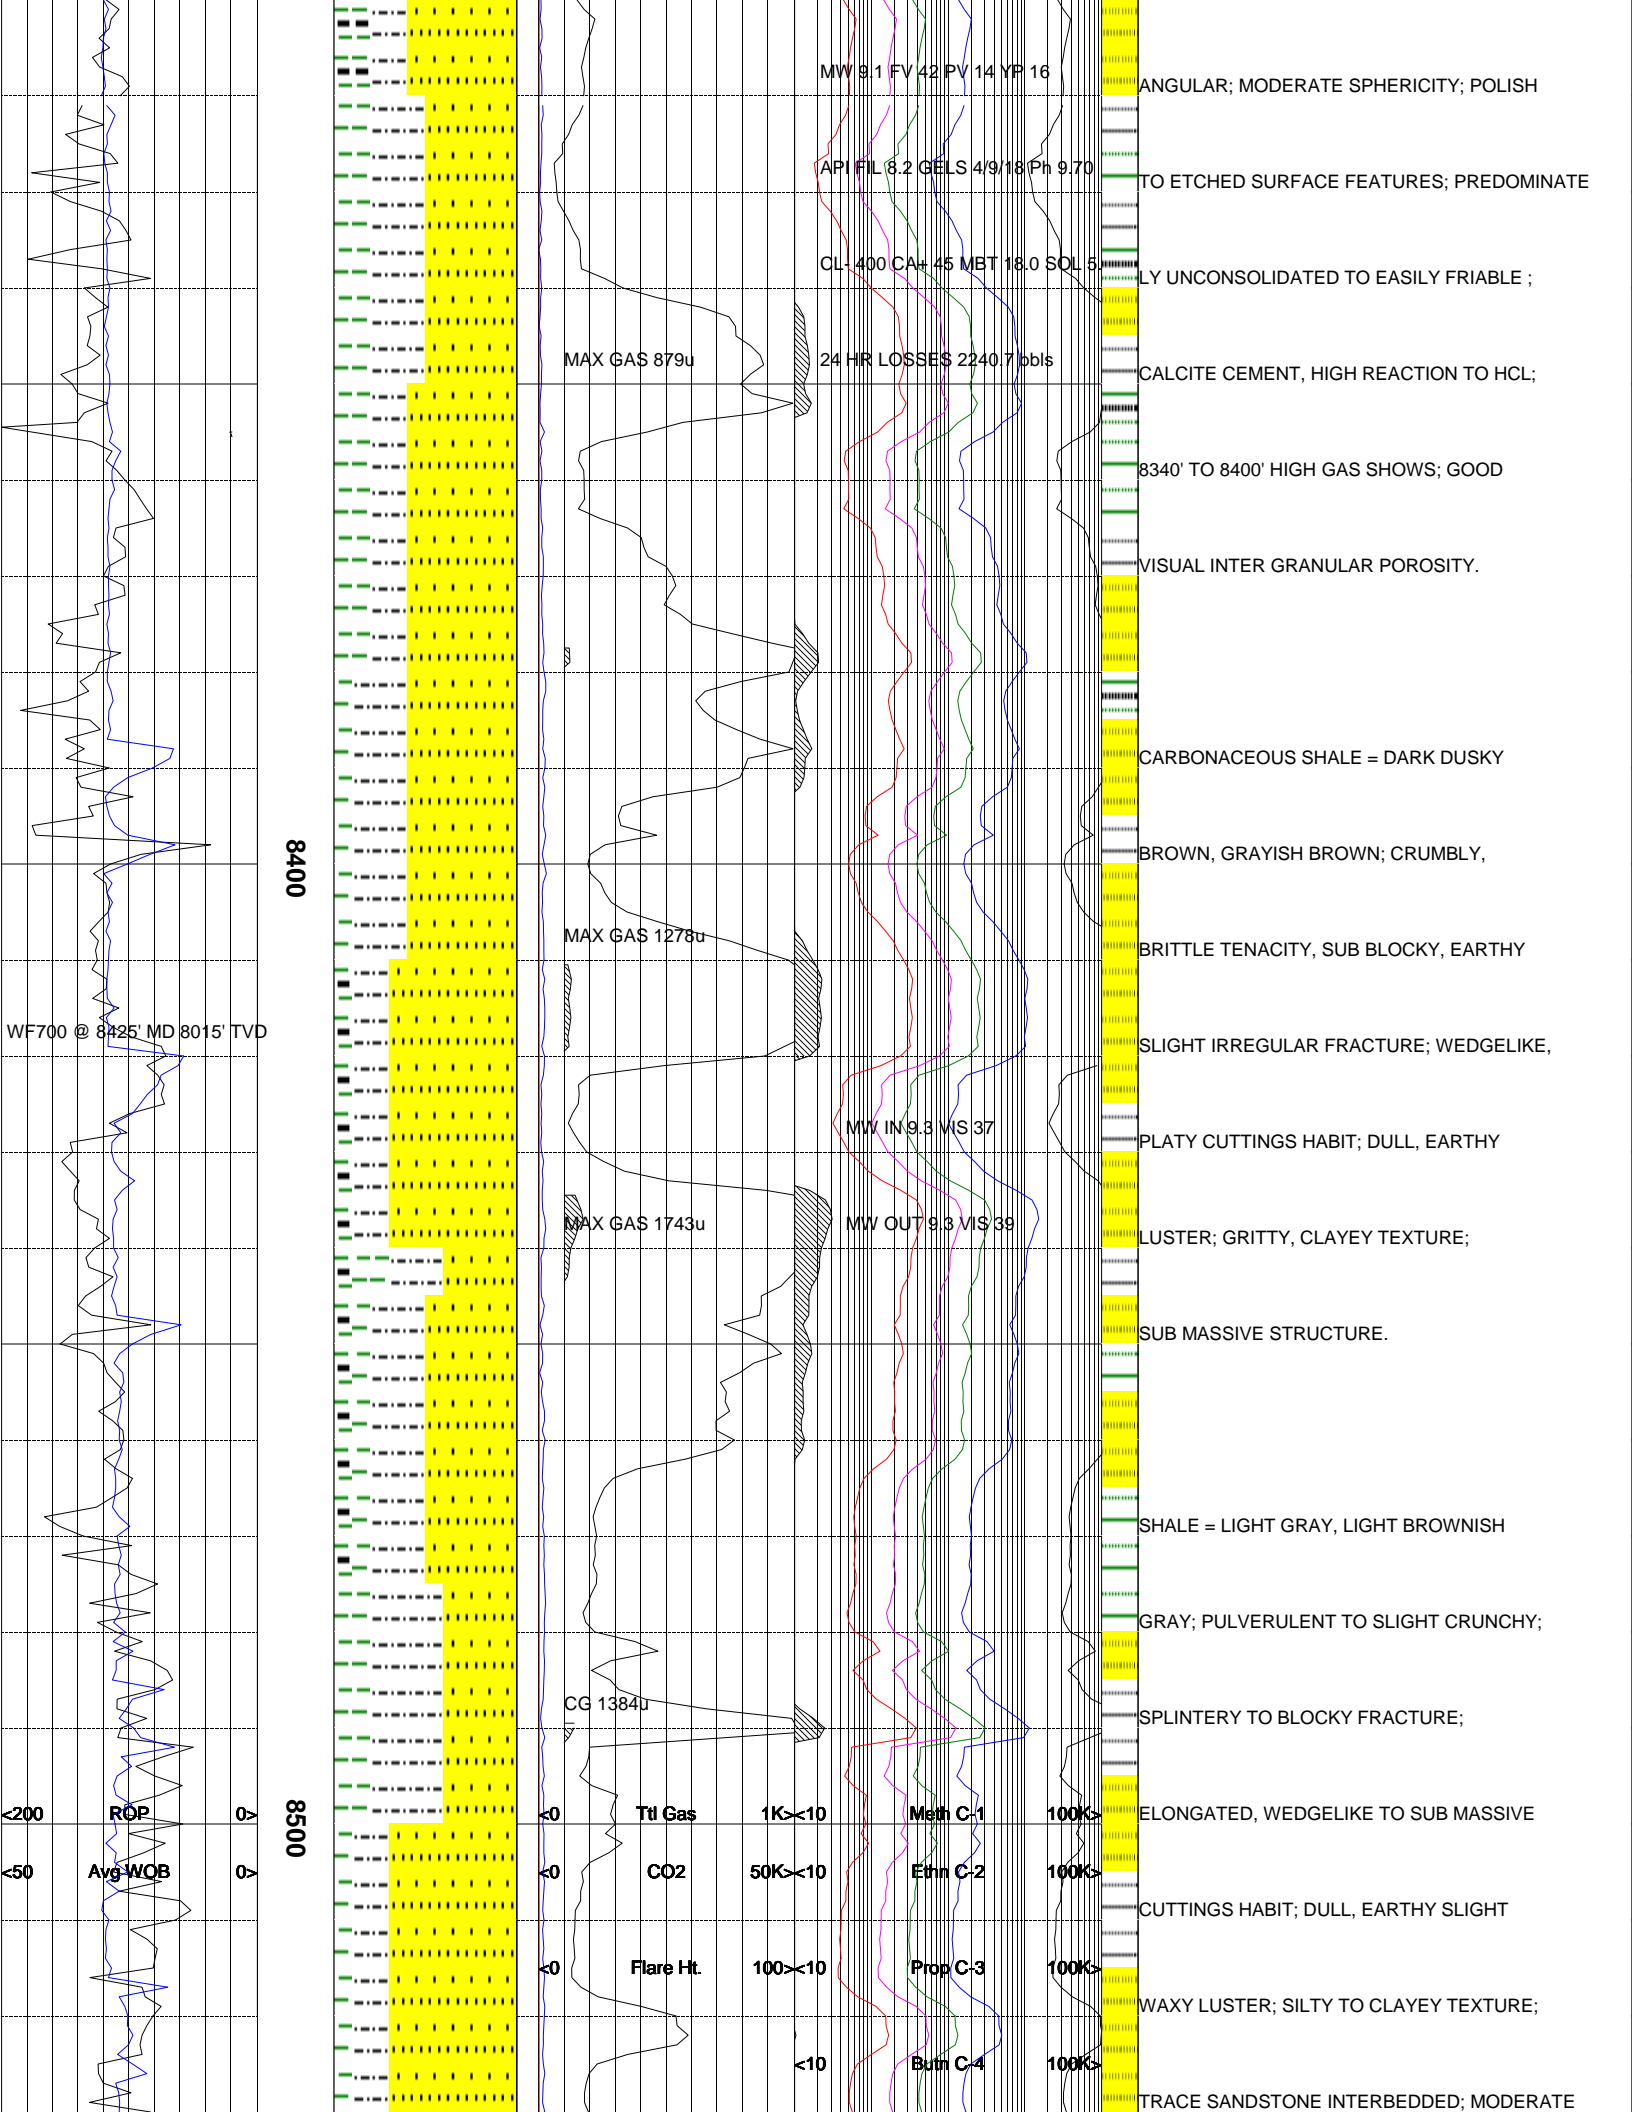 MW 9.1 FV 42 PV 14 YP 16
ANGULAR; MODERATE SPHERICITY; POLISH
API FIL 8.2 GELS 4/9/18 Ph 9.70
TO ETCHED SURFACE FEATURES; PREDOMINATE
CL- 400 CA+ 45 MBT 18.0 SOL 5.
LY UNCONSOLIDATED TO EASILY FRIABLE ;
MAX GAS 879u
24 HR LOSSES 2240.7 bbls
CALCITE CEMENT, HIGH REACTION TO HCL;
8340' TO 8400' HIGH GAS SHOWS; GOOD
VISUAL INTER GRANULAR POROSITY.
CARBONACEOUS SHALE = DARK DUSKY
8400
BROWN, GRAYISH BROWN; CRUMBLY,
MAX GAS 1278u
BRITTLE TENACITY, SUB BLOCKY, EARTHY
WF700 @ 8425' MD 8015' TVD
SLIGHT IRREGULAR FRACTURE; WEDGELIKE,
MW IN 9.3 VIS 37
PLATY CUTTINGS HABIT; DULL, EARTHY
MAX GAS 1743u
MW OUT 9.3 VIS 39
LUSTER; GRITTY, CLAYEY TEXTURE;
SUB MASSIVE STRUCTURE.
SHALE = LIGHT GRAY, LIGHT BROWNISH
GRAY; PULVERULENT TO SLIGHT CRUNCHY;
CG 1384u
SPLINTERY TO BLOCKY FRACTURE;
<200 ROP 0>
8500
<0 Ttl Gas 1K>
<10 Meth C-1 100K>
ELONGATED, WEDGELIKE TO SUB MASSIVE
<50 Avg WOB 0>
<0 CO2 50K>
<10 Ethn C-2 100K>
CUTTINGS HABIT; DULL, EARTHY SLIGHT
<0 Flare Ht. 100>
<10 Prop C-3 100K>
WAXY LUSTER; SILTY TO CLAYEY TEXTURE;
<10 Butn C-4 100K>
TRACE SANDSTONE INTERBEDDED; MODERATE